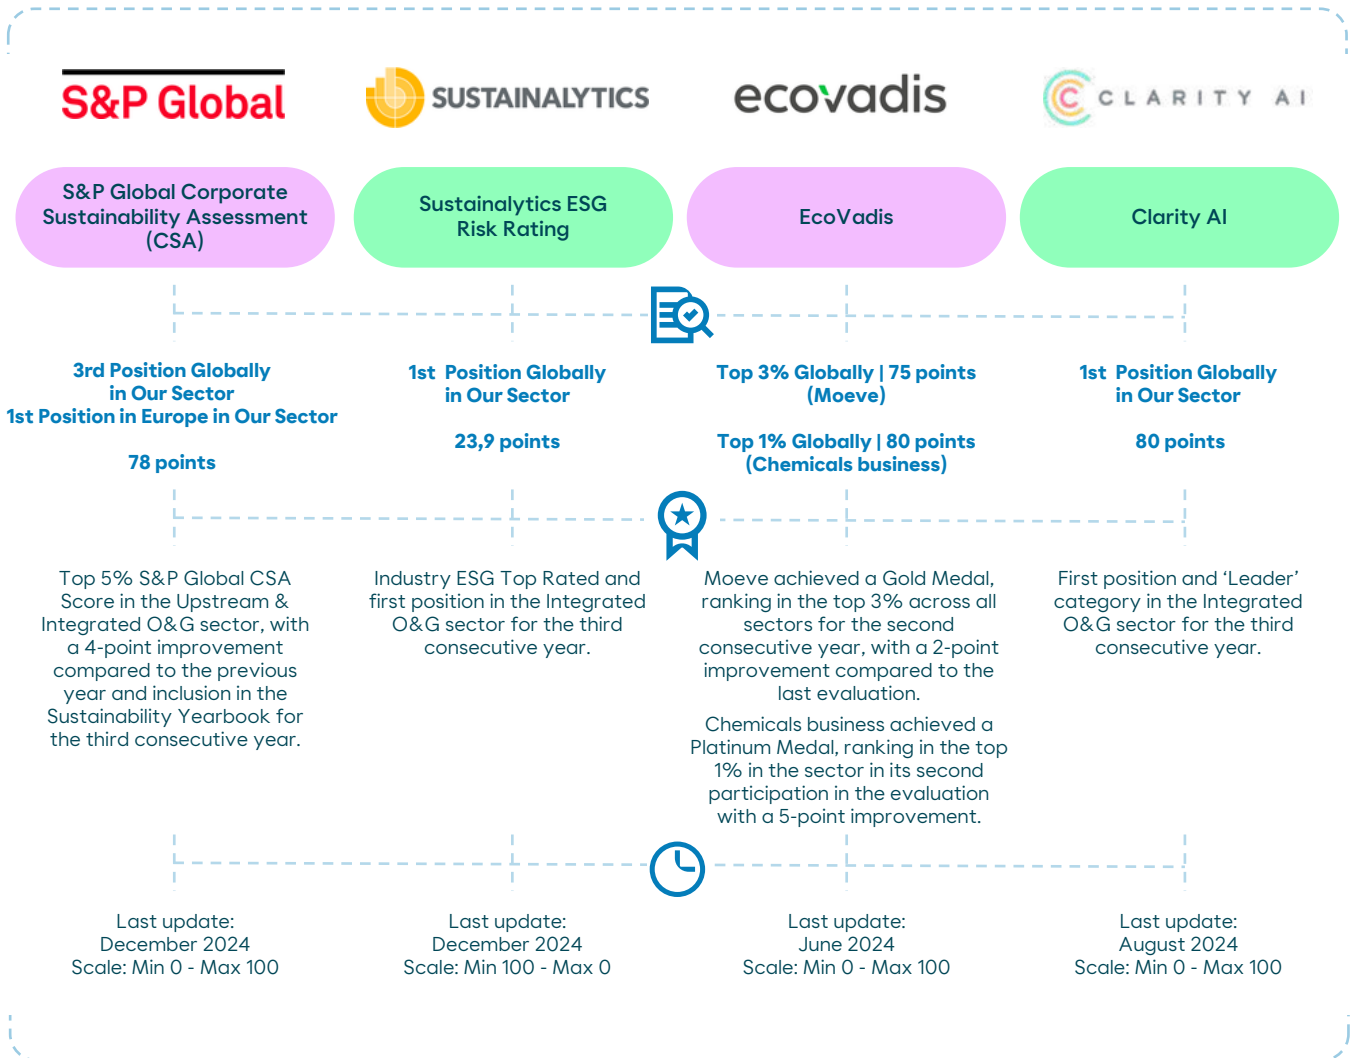 S&P Global
SUSTAINALYTICS
ecovadis
CLARITY AI
S&P Global Corporate
Sustainability Assessment
(CSA)
Sustainalytics ESG
Risk Rating
EcoVadis
Clarity AI
3rd Position Globally
in Our Sector
1st Position in Europe in Our Sector
78 points
1st Position Globally
in Our Sector
23,9 points
Top 3% Globally | 75 points
(Moeve)
Top 1% Globally | 80 points
(Chemicals business)
1st Position Globally
in Our Sector
80 points
Top 5% S&P Global CSA
Score in the Upstream &
Integrated O&G sector, with
a 4-point improvement
compared to the previous
year and inclusion in the
Sustainability Yearbook for
the third consecutive year.
Industry ESG Top Rated and
first position in the Integrated
O&G sector for the third
consecutive year.
Moeve achieved a Gold Medal,
ranking in the top 3% across all
sectors for the second
consecutive year, with a 2-point
improvement compared to the
last evaluation.
Chemicals business achieved a
Platinum Medal, ranking in the top
1% in the sector in its second
participation in the evaluation
with a 5-point improvement.
First position and ‘Leader’
category in the Integrated
O&G sector for the third
consecutive year.
Last update:
December 2024
Scale: Min 0 - Max 100
Last update:
December 2024
Scale: Min 100 - Max 0
Last update:
June 2024
Scale: Min 0 - Max 100
Last update:
August 2024
Scale: Min 0 - Max 100